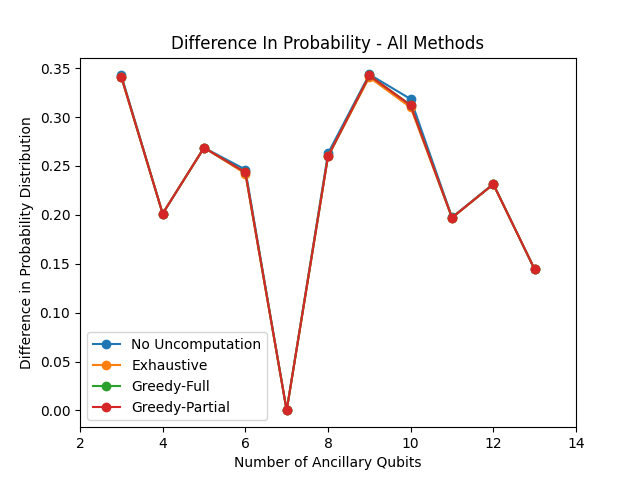 Difference In Probability - All Methods
Difference in Probability Distribution
0.35
0.30
0.25
0.20
0.15
0.10
0.05
0.00
No Uncomputation
Exhaustive
Greedy-Full
Greedy-Partial
2 4 6 8 10 12 14
Number of Ancillary Qubits